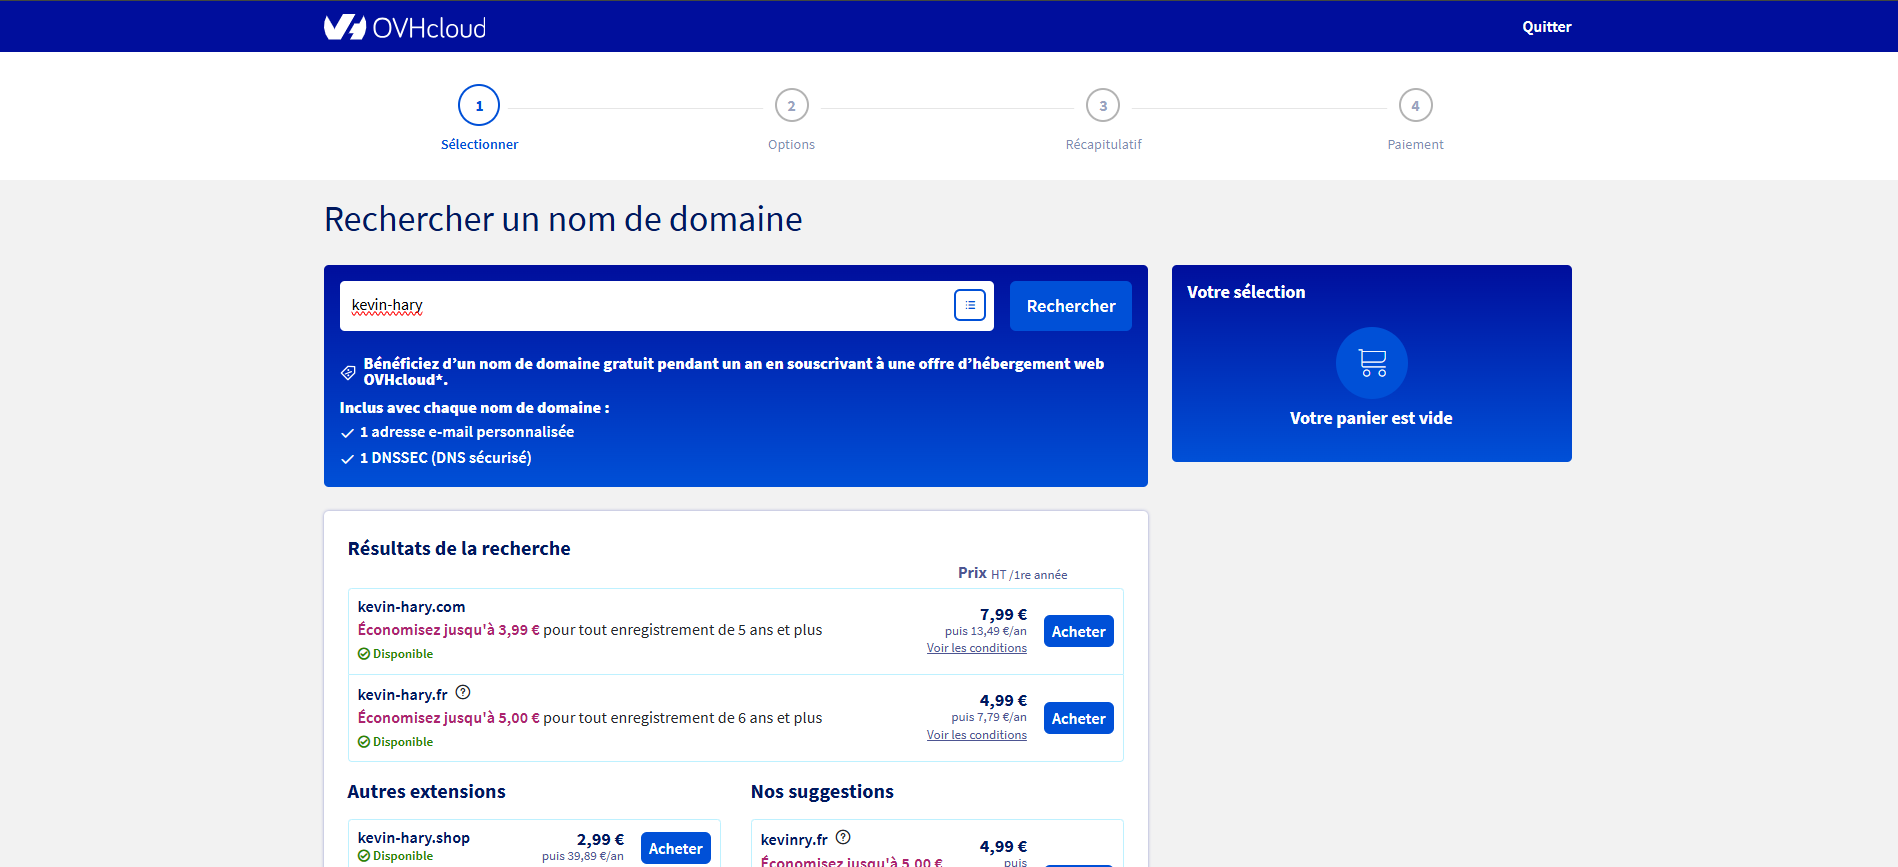 OVHcloud
Quitter
1
2
3
4
Sélectionner
Options
Récapitulatif
Paiement
Rechercher un nom de domaine
kevin-hary
Rechercher
Bénéficiez d’un nom de domaine gratuit pendant un an en souscrivant à une offre d’hébergement web
OVHcloud*.
Inclus avec chaque nom de domaine :
1 adresse e-mail personnalisée
1 DNSSEC (DNS sécurisé)
Votre sélection
Votre panier est vide
Résultats de la recherche
Prix HT /1re année
kevin-hary.com
Économisez jusqu'à 3,99 € pour tout enregistrement de 5 ans et plus
Disponible
7,99 €
puis 13,49 €/an
Voir les conditions
Acheter
kevin-hary.fr ?
Économisez jusqu'à 5,00 € pour tout enregistrement de 6 ans et plus
Disponible
4,99 €
puis 7,79 €/an
Voir les conditions
Acheter
Autres extensions
kevin-hary.shop
Disponible
2,99 €
puis 39,89 €/an
Acheter
Nos suggestions
kevinry.fr ?
Économisez jusqu'à 5,00 €
4,99 €
puis